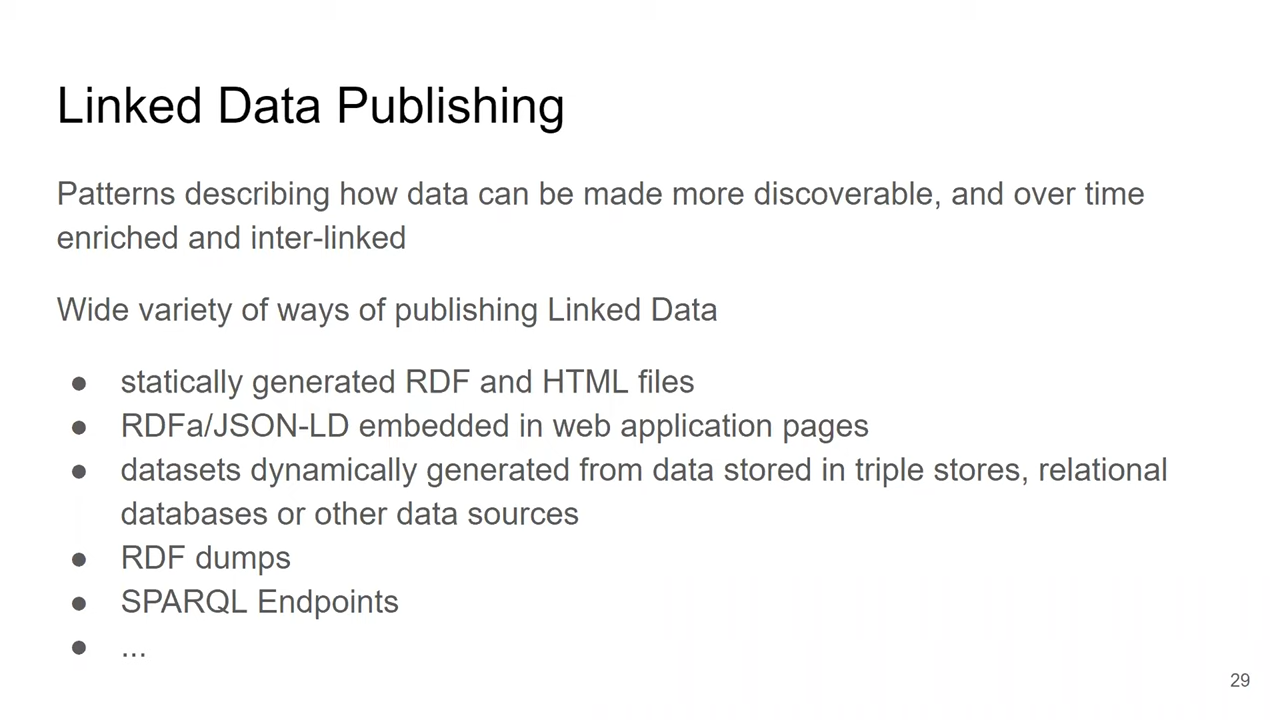 Linked Data Publishing
Patterns describing how data can be made more discoverable, and over time
enriched and inter-linked
Wide variety of ways of publishing Linked Data
● statically generated RDF and HTML files
● RDFa/JSON-LD embedded in web application pages
● datasets dynamically generated from data stored in triple stores, relational
databases or other data sources
● RDF dumps
● SPARQL Endpoints
● ...
29